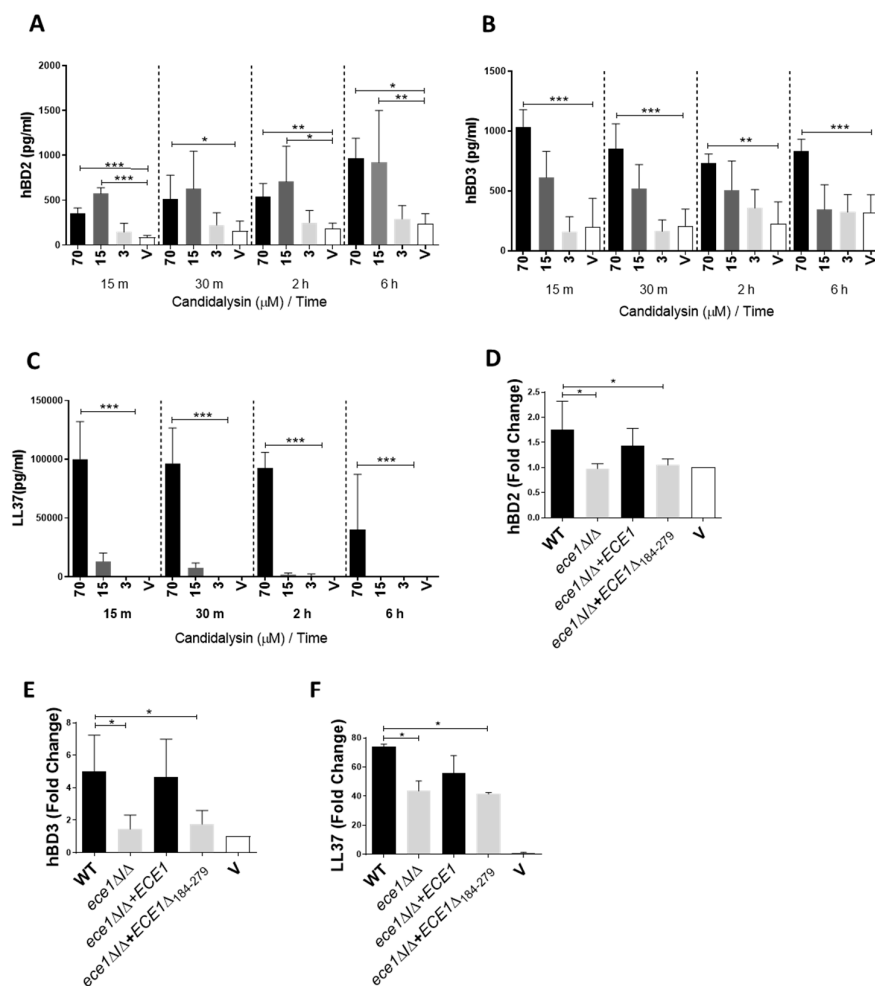 A
hBD2 (pg/ml)
2000
1500
1000
500
0
*** *** * ** * * **
70 15 3 V 70 15 3 V 70 15 3 V 70 15 3 V
15 m 30 m 2 h 6 h
Candidalysin (μM) / Time
B
hBD3 (pg/ml)
1500
1000
500
0
*** *** ** ***
70 15 3 V 70 15 3 V 70 15 3 V 70 15 3 V
15 m 30 m 2 h 6 h
Candidalysin (μM) / Time
C
LL37(pg/ml)
150000
100000
50000
0
*** *** *** ***
70 15 3 V 70 15 3 V 70 15 3 V 70 15 3 V
15 m 30 m 2 h 6 h
Candidalysin (μM) / Time
D
hBD2 (Fold Change)
2.5
2.0
1.5
1.0
0.5
0.0
*
*
WT
ece1Δ/Δ
ece1Δ/Δ+ECE1
ece1Δ/Δ+ECE1Δ184-279
V
E
hBD3 (Fold Change)
8
6
4
2
0
*
*
WT
ece1Δ/Δ
ece1Δ/Δ+ECE1
ece1Δ/Δ+ECE1Δ184-279
V
F
LL37 (Fold Change)
80
60
40
20
0
*
*
WT
ece1Δ/Δ
ece1Δ/Δ+ECE1
ece1Δ/Δ+ECE1Δ184-279
V